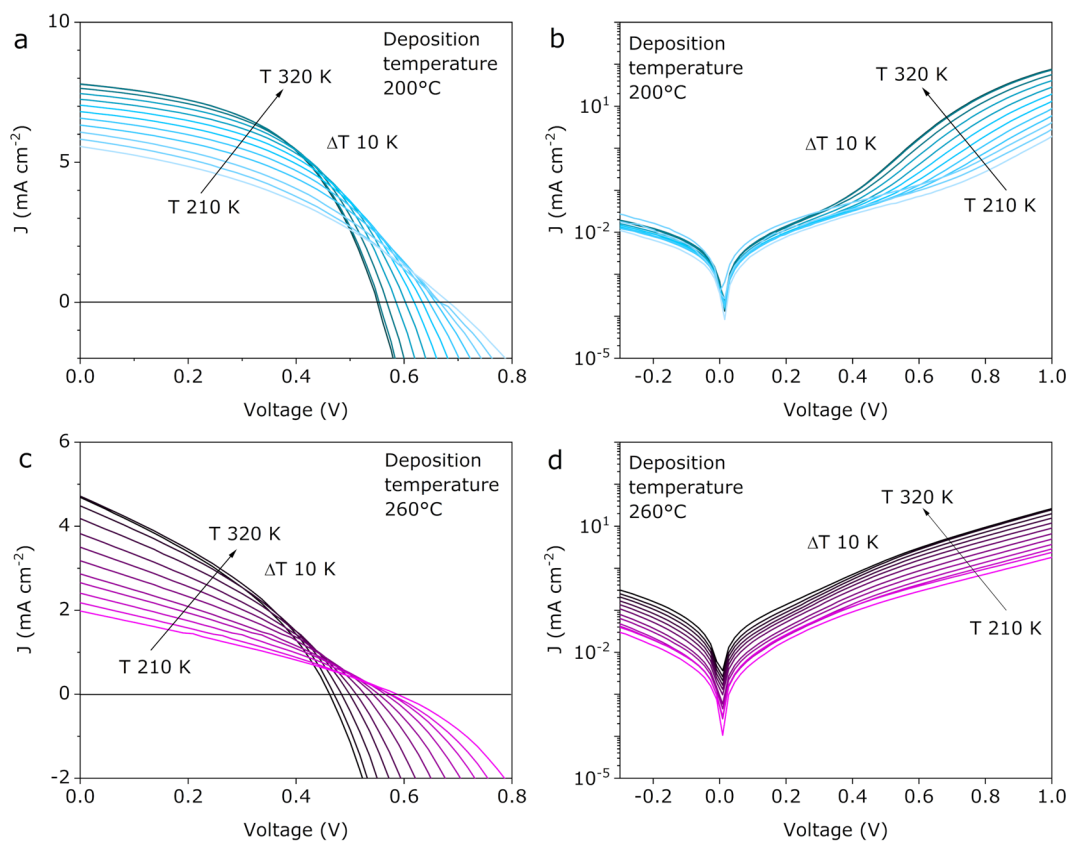 a
Deposition
temperature
200°C
T 320 K
ΔT 10 K
T 210 K
10
5
0
J (mA cm-2)
0.0 0.2 0.4 0.6 0.8
Voltage (V)
b
Deposition
temperature
200°C
T 320 K
ΔT 10 K
T 210 K
10^1
10^-2
10^-5
J (mA cm-2)
-0.2 0.0 0.2 0.4 0.6 0.8 1.0
Voltage (V)
c
Deposition
temperature
260°C
T 320 K
ΔT 10 K
T 210 K
6
4
2
0
-2
J (mA cm-2)
0.0 0.2 0.4 0.6 0.8
Voltage (V)
d
Deposition
temperature
260°C
T 320 K
ΔT 10 K
T 210 K
10^1
10^-2
10^-5
J (mA cm-2)
-0.2 0.0 0.2 0.4 0.6 0.8 1.0
Voltage (V)